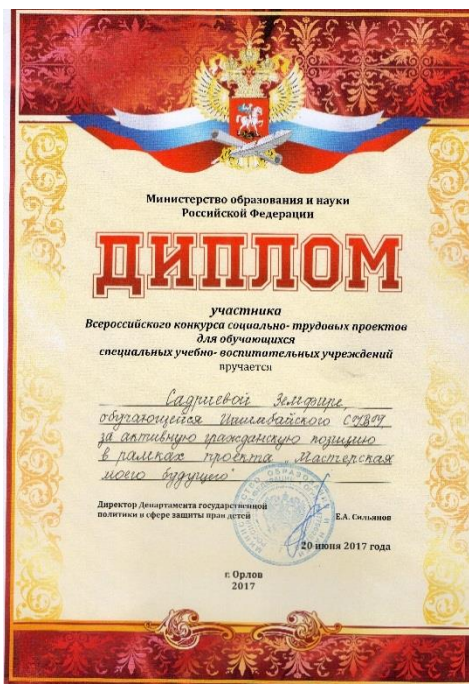 Министерство образования и науки
Российской Федерации
ДИПЛОМ
участника
Всероссийского конкурса социально- трудовых проектов
для обучающихся
специальных учебно- воспитательных учреждений
вручается
Садриевой Земфире,
обучающейся Ишимбайского СУВУ
за активную гражданскую позицию
в рамках проекта „Мастерская
моего будущего"
Директор Департамента государственной
политики в сфере защиты прав детей
Е.А. Сильянов
20 июня 2017 года
г. Орлов
2017